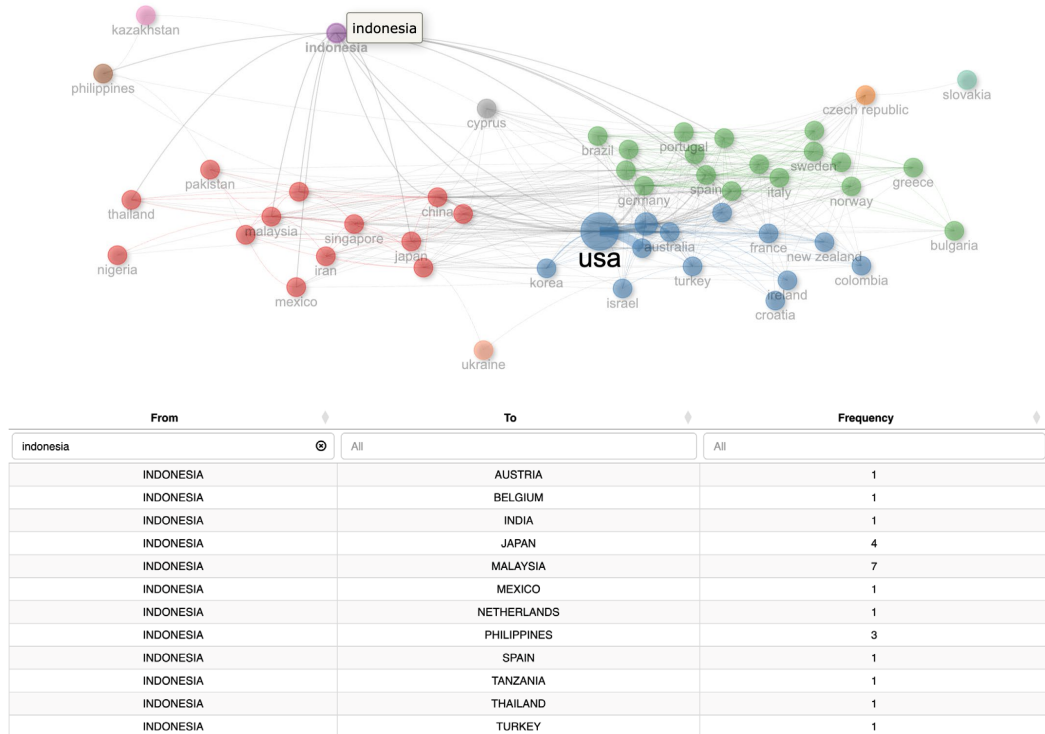 kazakhstan
indonesia
indonesia
philippines
cyprus
czech republic
slovakia
brazil
portugal
pakistan
sweden
greece
spain
italy
germany
norway
thailand
china
malaysia
singapore
japan
usa
australia
france
new zealand
bulgaria
nigeria
iran
korea
turkey
colombia
mexico
israel
ireland
croatia
ukraine
From To Frequency
indonesia All All
INDONESIA AUSTRIA 1
INDONESIA BELGIUM 1
INDONESIA INDIA 1
INDONESIA JAPAN 4
INDONESIA MALAYSIA 7
INDONESIA MEXICO 1
INDONESIA NETHERLANDS 1
INDONESIA PHILIPPINES 3
INDONESIA SPAIN 1
INDONESIA TANZANIA 1
INDONESIA THAILAND 1
INDONESIA TURKEY 1